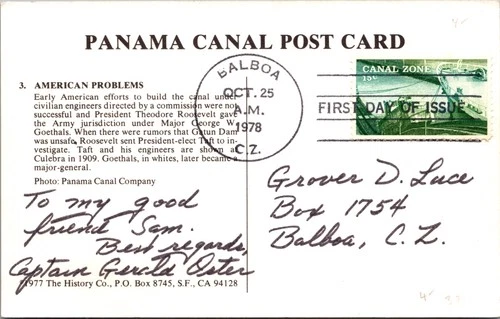 PANAMA CANAL POST CARD
3. AMERICAN PROBLEMS
Early American efforts to build the canal under
civilian engineers directed by a commission were not
successful and President Theodore Roosevelt gave
the Army jurisdiction under Major George W.
Goethals. When there were rumors that Gatun Dam
was unsafe, Roosevelt sent President-elect Taft to in-
vestigate. Taft and his engineers are shown at
Culebra in 1909. Goethals, in whites, later became a
major-general.
Photo: Panama Canal Company
To my good
friend Sam.
Best regards,
Captain Gerald Oster
1977 The History Co., P.O. Box 8745, S.F., CA 94128
BALBOA
OCT. 25
A.M.
1978
C.Z.
CANAL ZONE
15c
FIRST DAY OF ISSUE
Grover D. Luce
Box 1754
Balboa, C. Z.